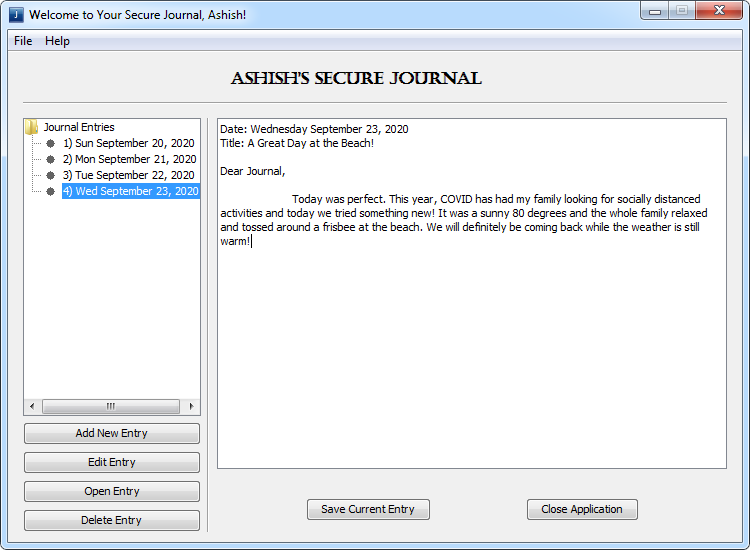 Welcome to Your Secure Journal, Ashish!
File Help
ASHISH'S SECURE JOURNAL
Journal Entries
1) Sun September 20, 2020
2) Mon September 21, 2020
3) Tue September 22, 2020
4) Wed September 23, 2020
Add New Entry
Edit Entry
Open Entry
Delete Entry
Date: Wednesday September 23, 2020
Title: A Great Day at the Beach!
Dear Journal,
Today was perfect. This year, COVID has had my family looking for socially distanced
activities and today we tried something new! It was a sunny 80 degrees and the whole family relaxed
and tossed around a frisbee at the beach. We will definitely be coming back while the weather is still
warm!
Save Current Entry
Close Application